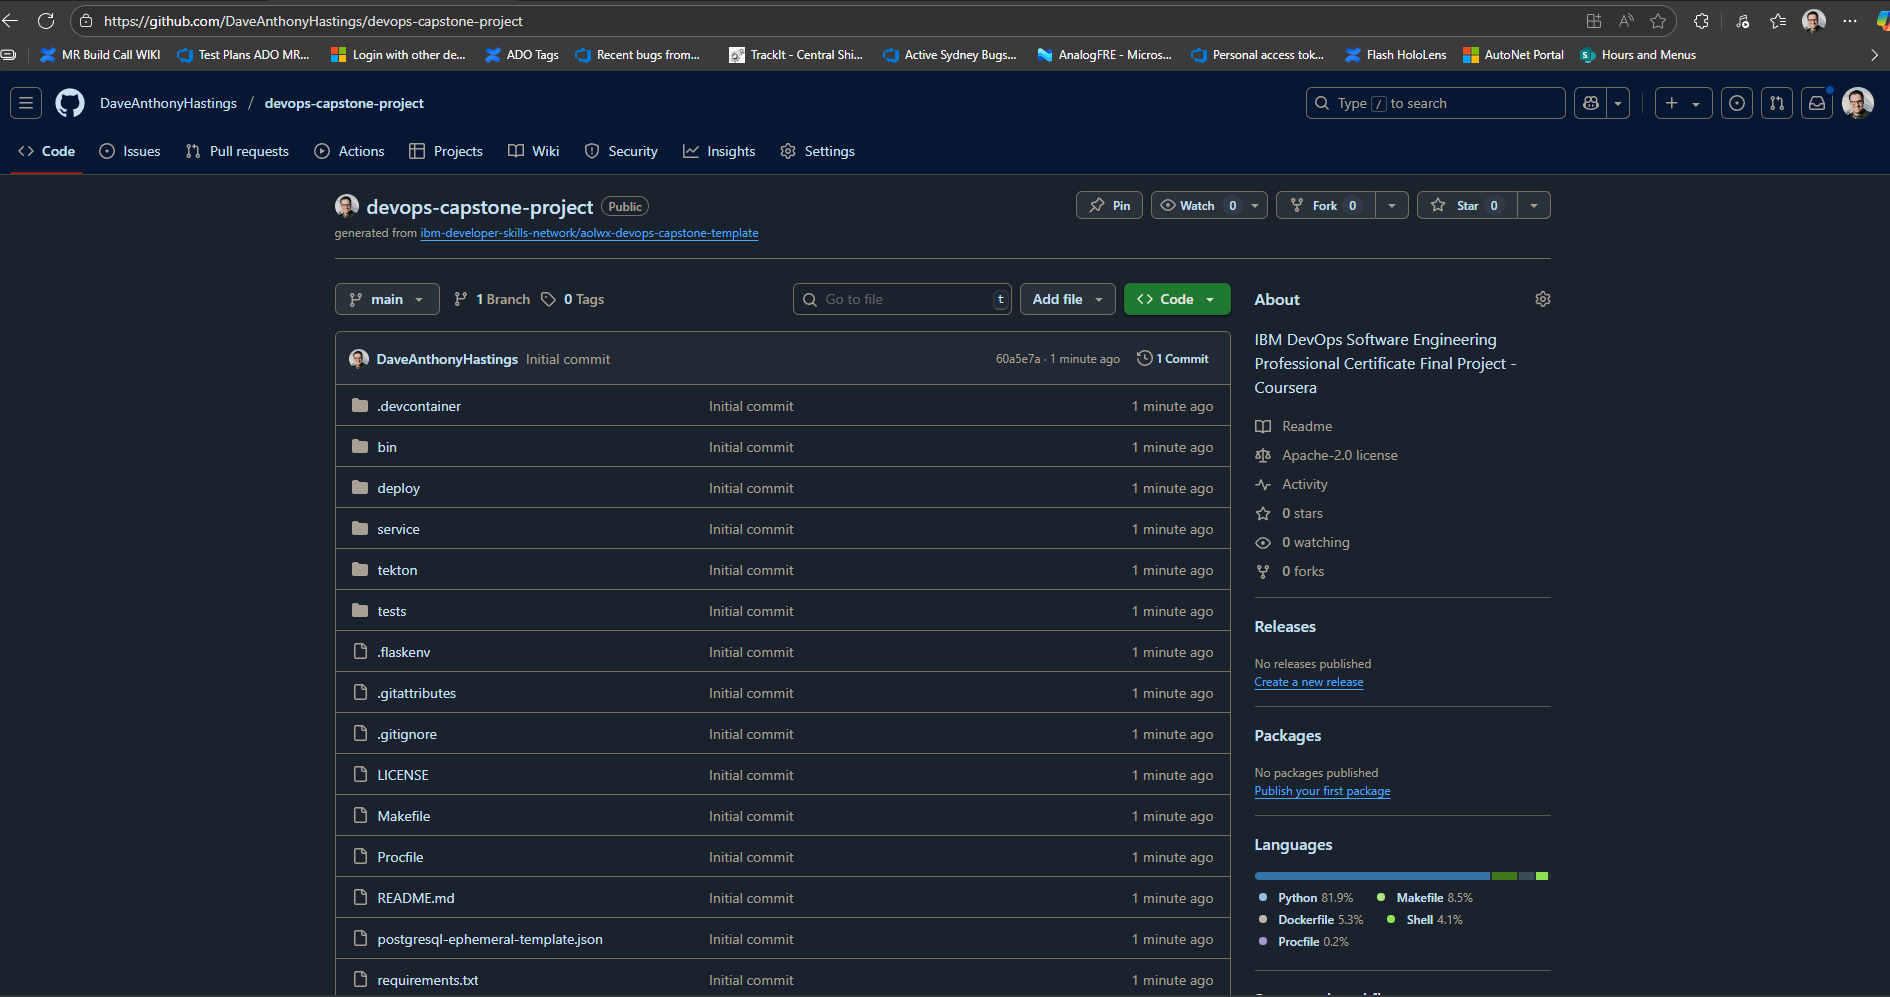 https://github.com/DaveAnthonyHastings/devops-capstone-project
MR Build Call WIKI
Test Plans ADO MR...
Login with other de...
ADO Tags
Recent bugs from...
TrackIt - Central Shi...
Active Sydney Bugs...
AnalogFRE - Micros...
Personal access tok...
Flash HoloLens
AutoNet Portal
Hours and Menus
DaveAnthonyHastings / devops-capstone-project
Type / to search
Code
Issues
Pull requests
Actions
Projects
Wiki
Security
Insights
Settings
devops-capstone-project Public
Pin
Watch 0
Fork 0
Star 0
generated from ibm-developer-skills-network/aolwx-devops-capstone-template
main
1 Branch
0 Tags
Go to file t
Add file
Code
DaveAnthonyHastings Initial commit 60a5e7a · 1 minute ago 1 Commit
.devcontainer Initial commit 1 minute ago
bin Initial commit 1 minute ago
deploy Initial commit 1 minute ago
service Initial commit 1 minute ago
tekton Initial commit 1 minute ago
tests Initial commit 1 minute ago
.flaskenv Initial commit 1 minute ago
.gitattributes Initial commit 1 minute ago
.gitignore Initial commit 1 minute ago
LICENSE Initial commit 1 minute ago
Makefile Initial commit 1 minute ago
Procfile Initial commit 1 minute ago
README.md Initial commit 1 minute ago
postgresql-ephemeral-template.json Initial commit 1 minute ago
requirements.txt Initial commit 1 minute ago
About
IBM DevOps Software Engineering
Professional Certificate Final Project -
Coursera
Readme
Apache-2.0 license
Activity
0 stars
0 watching
0 forks
Releases
No releases published
Create a new release
Packages
No packages published
Publish your first package
Languages
Python 81.9% Makefile 8.5%
Dockerfile 5.3% Shell 4.1%
Procfile 0.2%